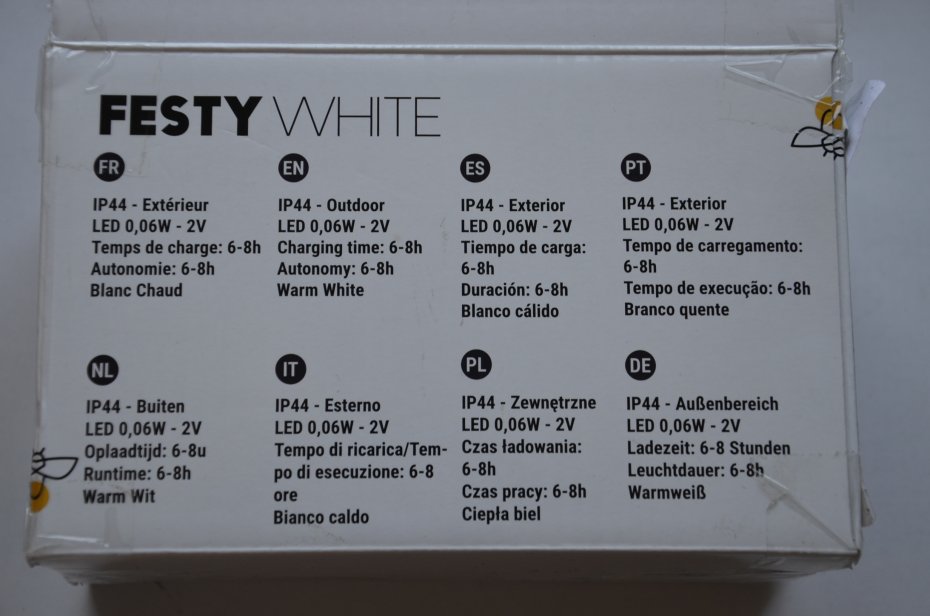 FESTY WHITE
FR
IP44 - Extérieur
LED 0,06W - 2V
Temps de charge: 6-8h
Autonomie: 6-8h
Blanc Chaud
EN
IP44 - Outdoor
LED 0,06W - 2V
Charging time: 6-8h
Autonomy: 6-8h
Warm White
ES
IP44 - Exterior
LED 0,06W - 2V
Tiempo de carga:
6-8h
Duración: 6-8h
Blanco cálido
PT
IP44 - Exterior
LED 0,06W - 2V
Tempo de carregamento:
6-8h
Tempo de execução: 6-8h
Branco quente
NL
IP44 - Buiten
LED 0,06W - 2V
Oplaadtijd: 6-8u
Runtime: 6-8h
Warm Wit
IT
IP44 - Esterno
LED 0,06W - 2V
Tempo di ricarica/Tem-
po di esecuzione: 6-8
ore
Bianco caldo
PL
IP44 - Zewnętrzne
LED 0,06W - 2V
Czas ładowania:
6-8h
Czas pracy: 6-8h
Ciepła biel
DE
IP44 - Außenbereich
LED 0,06W - 2V
Ladezeit: 6-8 Stunden
Leuchtdauer: 6-8h
Warmweiß